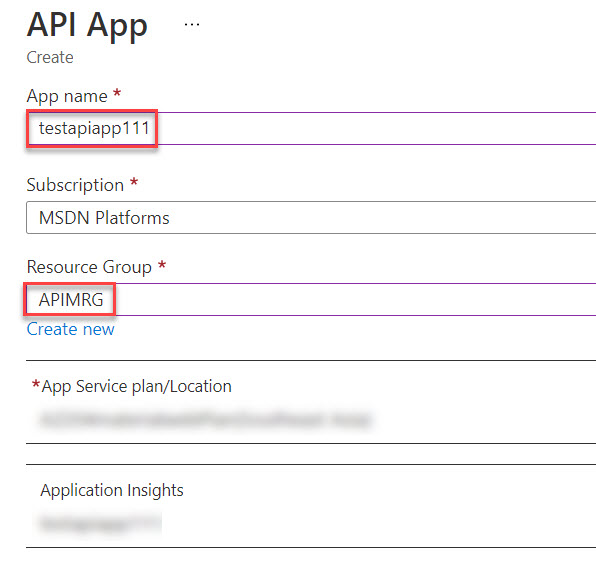 API App ...
Create
App name *
testapiapp111
Subscription *
MSDN Platforms
Resource Group *
APIMRG
Create new
*App Service plan/Location
Application Insights